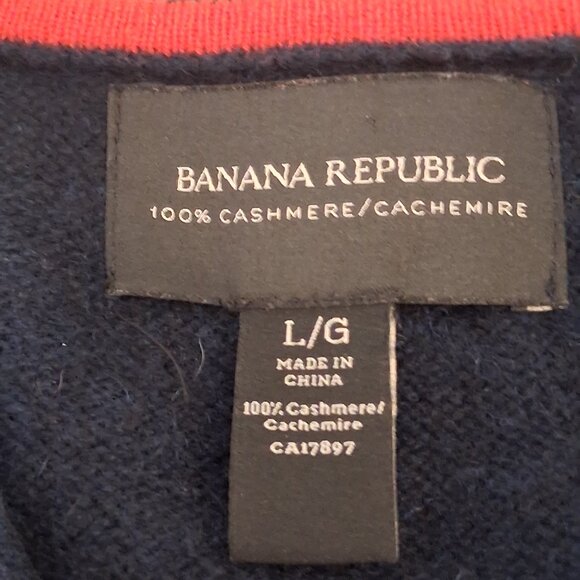 BANANA REPUBLIC
100% CASHMERE/CACHEMIRE
L/G
MADE IN
CHINA
100% Cashmere/
Cachemire
CA17897